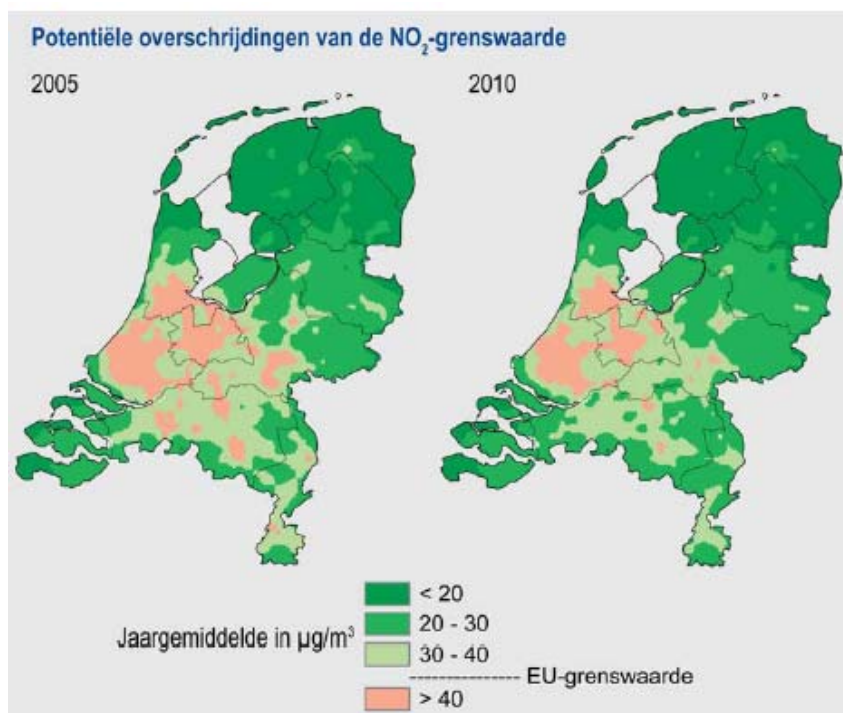 Potentiële overschrijdingen van de NO₂-grenswaarde
2005
2010
Jaargemiddelde in µg/m³
< 20
20 - 30
30 - 40
EU-grenswaarde
> 40